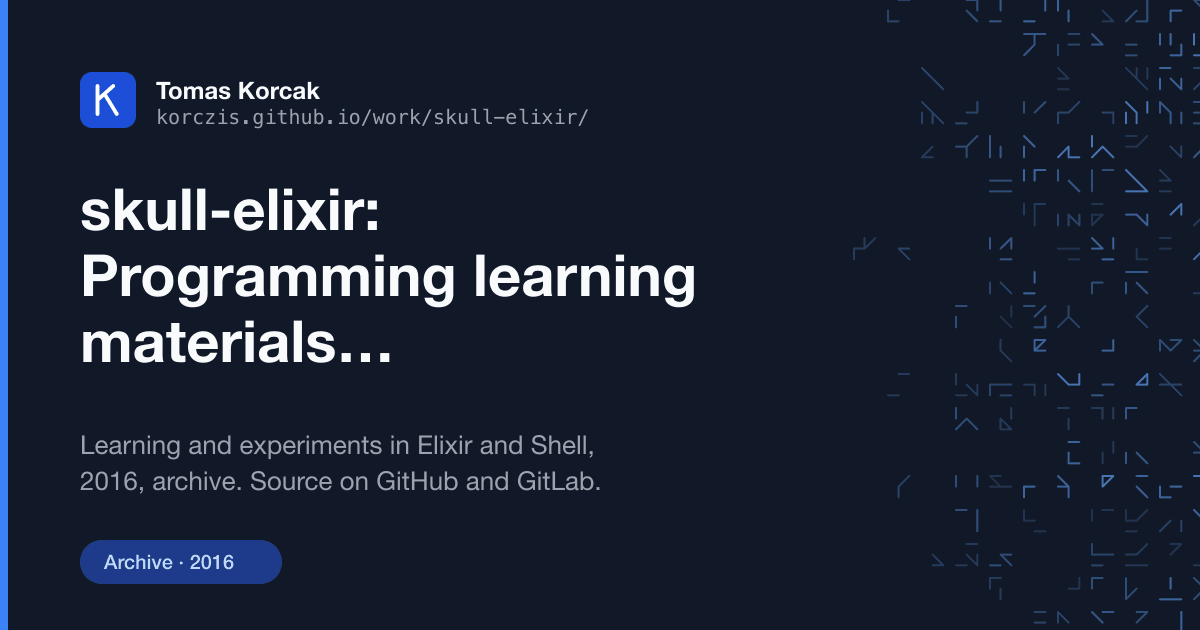 K
Tomas Korcak
korczis.github.io/work/skull-elixir/
skull-elixir:
Programming learning
materials…
Learning and experiments in Elixir and Shell,
2016, archive. Source on GitHub and GitLab.
Archive · 2016